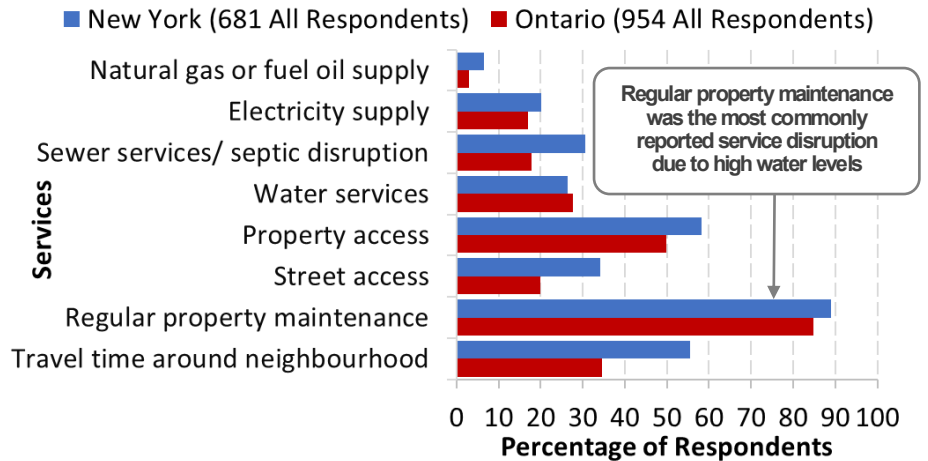 New York (681 All Respondents) Ontario (954 All Respondents)
Natural gas or fuel oil supply
Electricity supply
Sewer services/ septic disruption
Water services
Property access
Street access
Regular property maintenance
Travel time around neighbourhood
Services
Regular property maintenance
was the most commonly
reported service disruption
due to high water levels
0 10 20 30 40 50 60 70 80 90 100
Percentage of Respondents